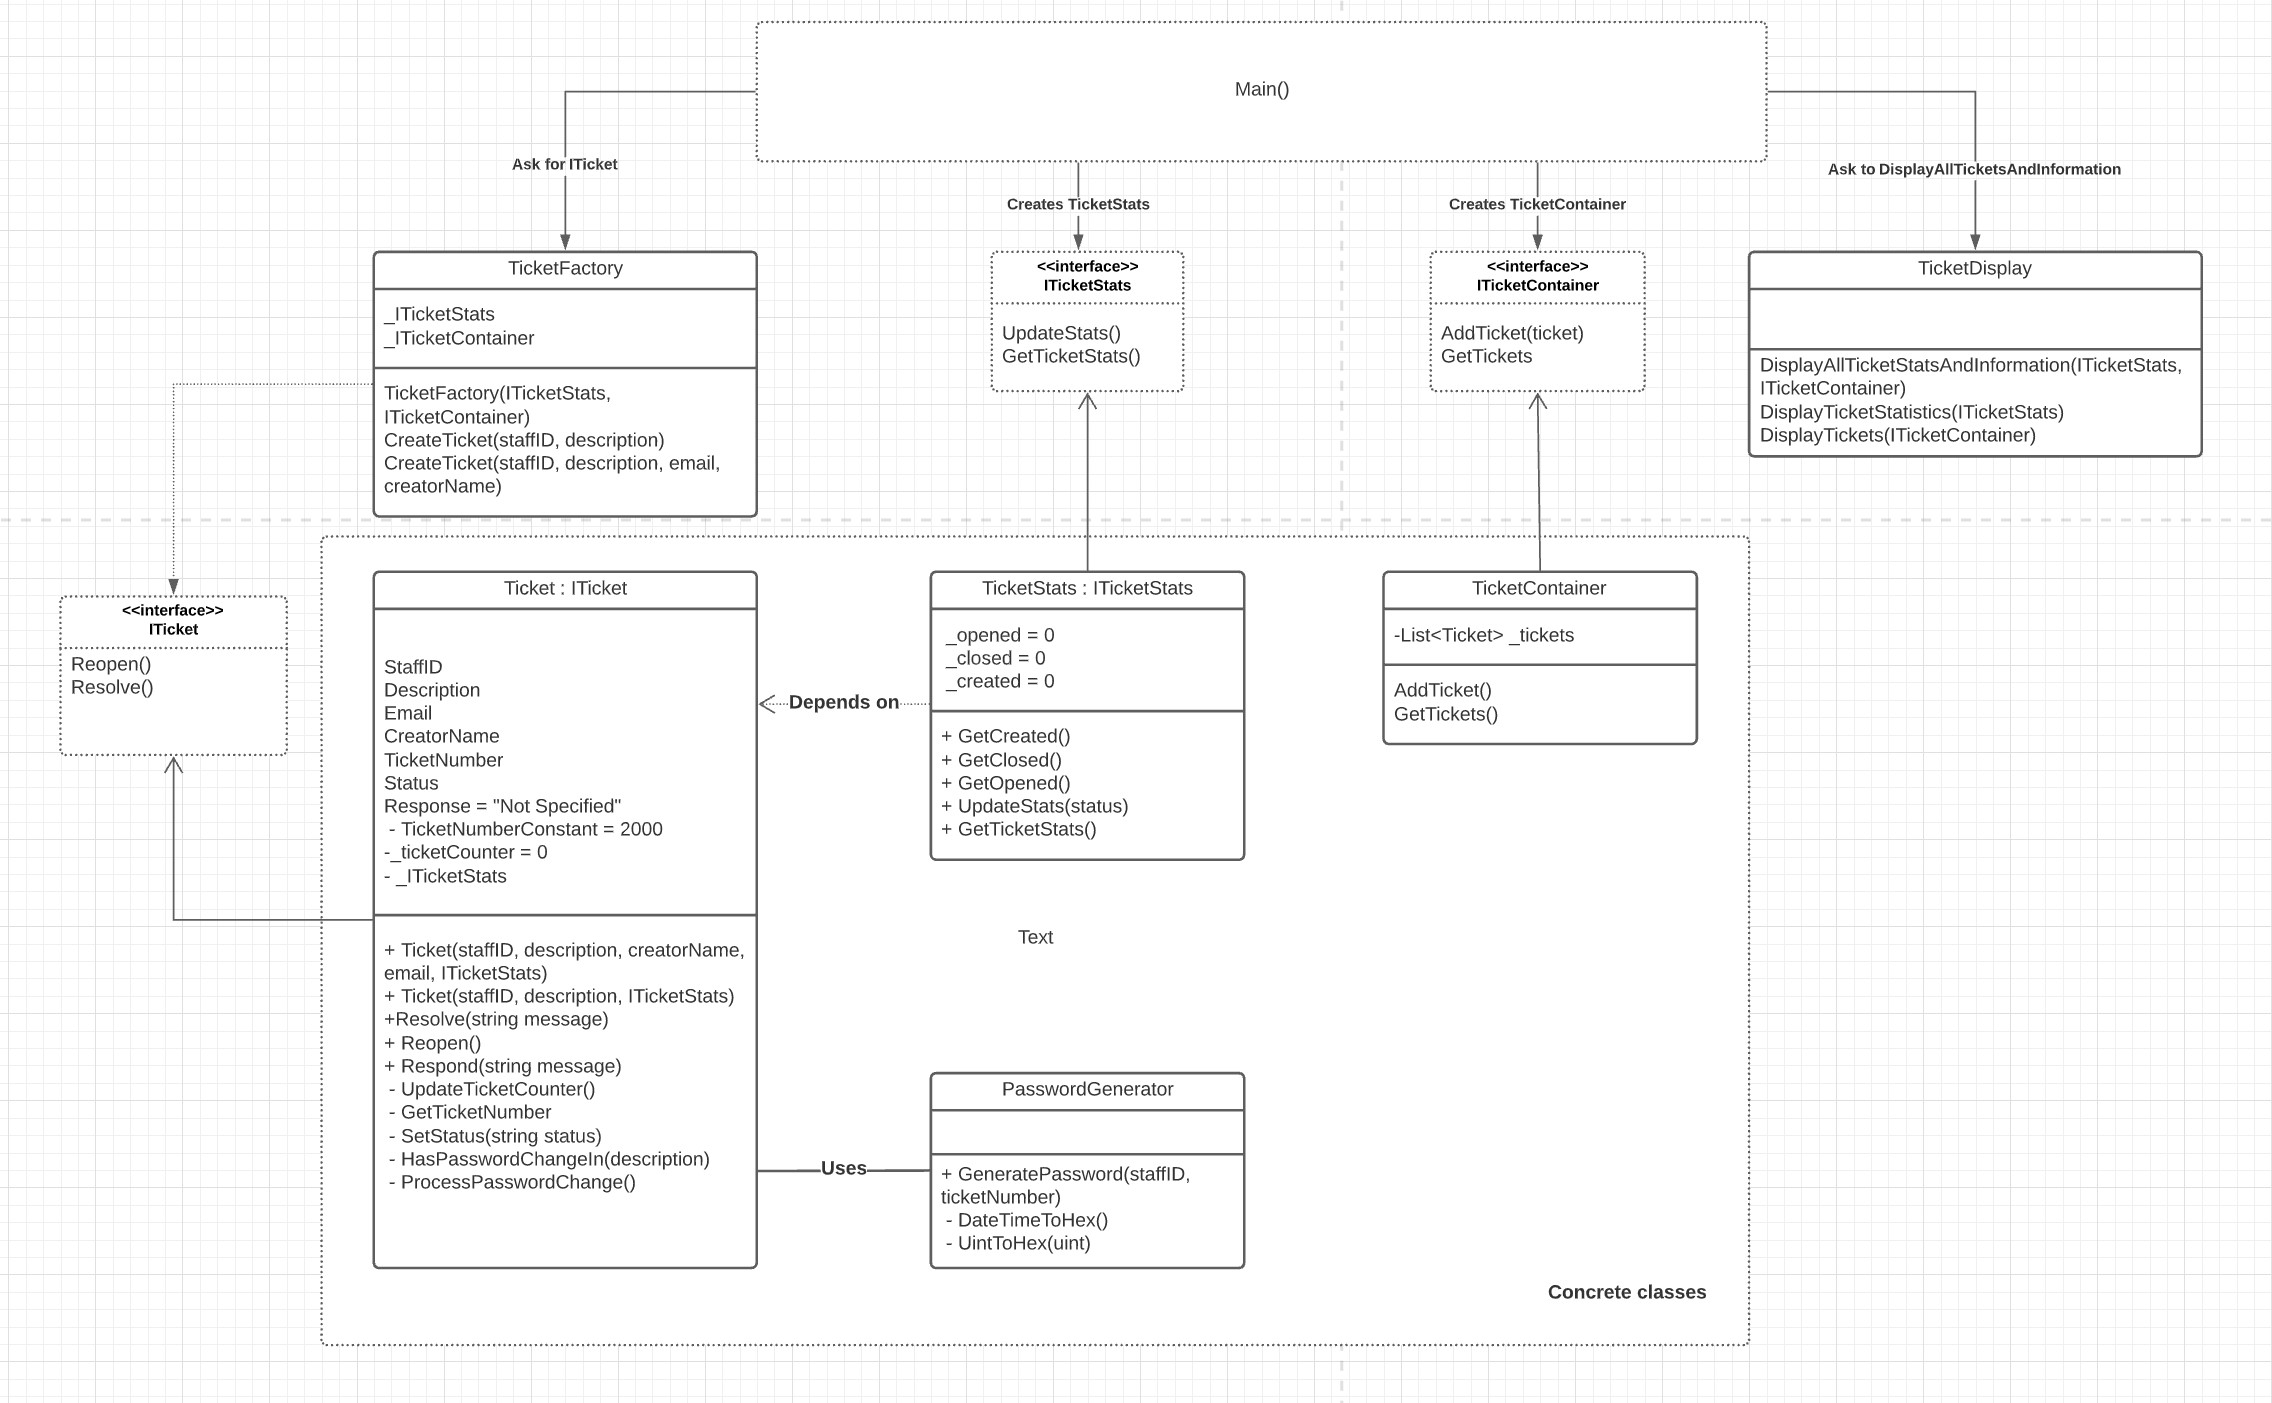 Main()
Ask for ITicket
Creates TicketStats
Creates TicketContainer
Ask to DisplayAllTicketsAndInformation
TicketFactory
_ITicketStats
_ITicketContainer
TicketFactory(ITicketStats,
ITicketContainer)
CreateTicket(staffID, description)
CreateTicket(staffID, description, email,
creatorName)
<<interface>>
ITicketStats
UpdateStats()
GetTicketStats()
<<interface>>
ITicketContainer
AddTicket(ticket)
GetTickets
TicketDisplay
DisplayAllTicketStatsAndInformation(ITicketStats,
ITicketContainer)
DisplayTicketStatistics(ITicketStats)
DisplayTickets(ITicketContainer)
<<interface>>
ITicket
Reopen()
Resolve()
Ticket : ITicket
StaffID
Description
Email
CreatorName
TicketNumber
Status
Response = "Not Specified"
- TicketNumberConstant = 2000
-_ticketCounter = 0
- _ITicketStats
+ Ticket(staffID, description, creatorName,
email, ITicketStats)
+ Ticket(staffID, description, ITicketStats)
+Resolve(string message)
+ Reopen()
+ Respond(string message)
- UpdateTicketCounter()
- GetTicketNumber
- SetStatus(string status)
- HasPasswordChangeIn(description)
- ProcessPasswordChange()
Depends on
TicketStats : ITicketStats
_opened = 0
_closed = 0
_created = 0
+ GetCreated()
+ GetClosed()
+ GetOpened()
+ UpdateStats(status)
+ GetTicketStats()
TicketContainer
-List<Ticket> _tickets
AddTicket()
GetTickets()
Text
Uses
PasswordGenerator
+ GeneratePassword(staffID,
ticketNumber)
- DateTimeToHex()
- UintToHex(uint)
Concrete classes